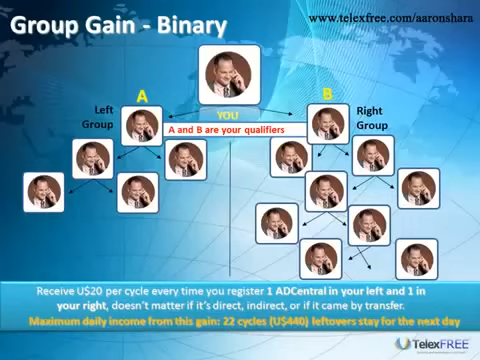 www.telexfree.com/aaronshara
Group Gain - Binary
A
B
Left
Group
YOU
Right
Group
A and B are your qualifiers
Receive U$20 per cycle every time you register 1 ADCentral in your left and 1 in
your right, doesn't matter if it's direct, indirect, or if it came by transfer.
Maximum daily income from this gain: 22 cycles (U$440) leftovers stay for the next day
TelexFREE